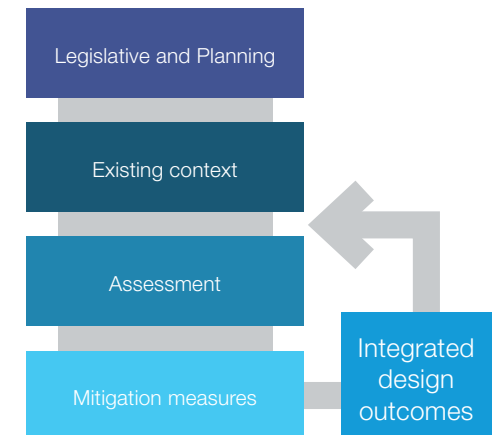 Legislative and Planning
Existing context
Assessment
Mitigation measures
Integrated
design
outcomes